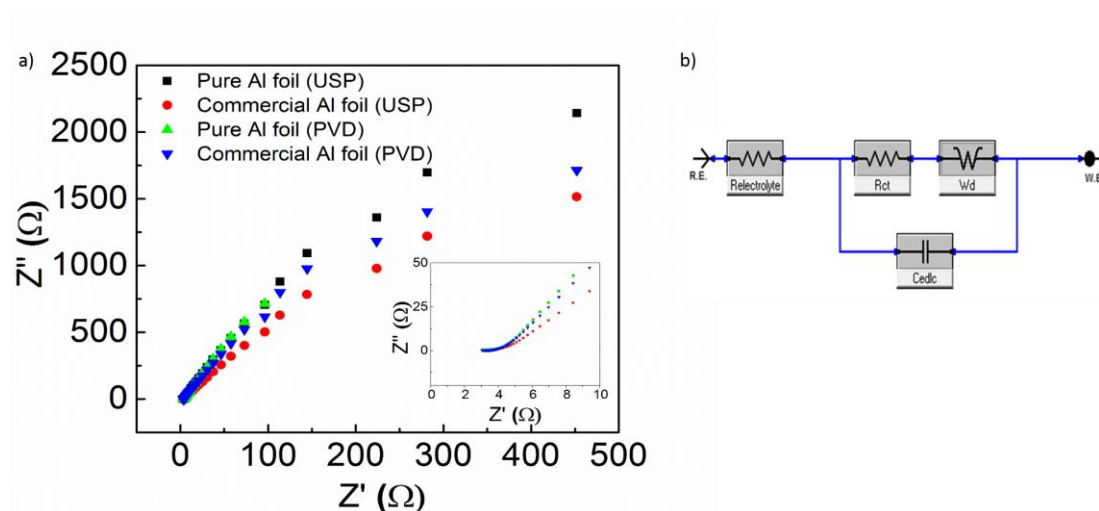 a)
2500
2000
1500
1000
500
0
Z'' (Ω)
Pure Al foil (USP)
Commercial Al foil (USP)
Pure Al foil (PVD)
Commercial Al foil (PVD)
50
25
0
Z'' (Ω)
0 2 4 6 8 10
Z' (Ω)
0 100 200 300 400 500
Z' (Ω)
b)
R.E.
Relectrolyte
Rct
Wd
Cedlc
W.E